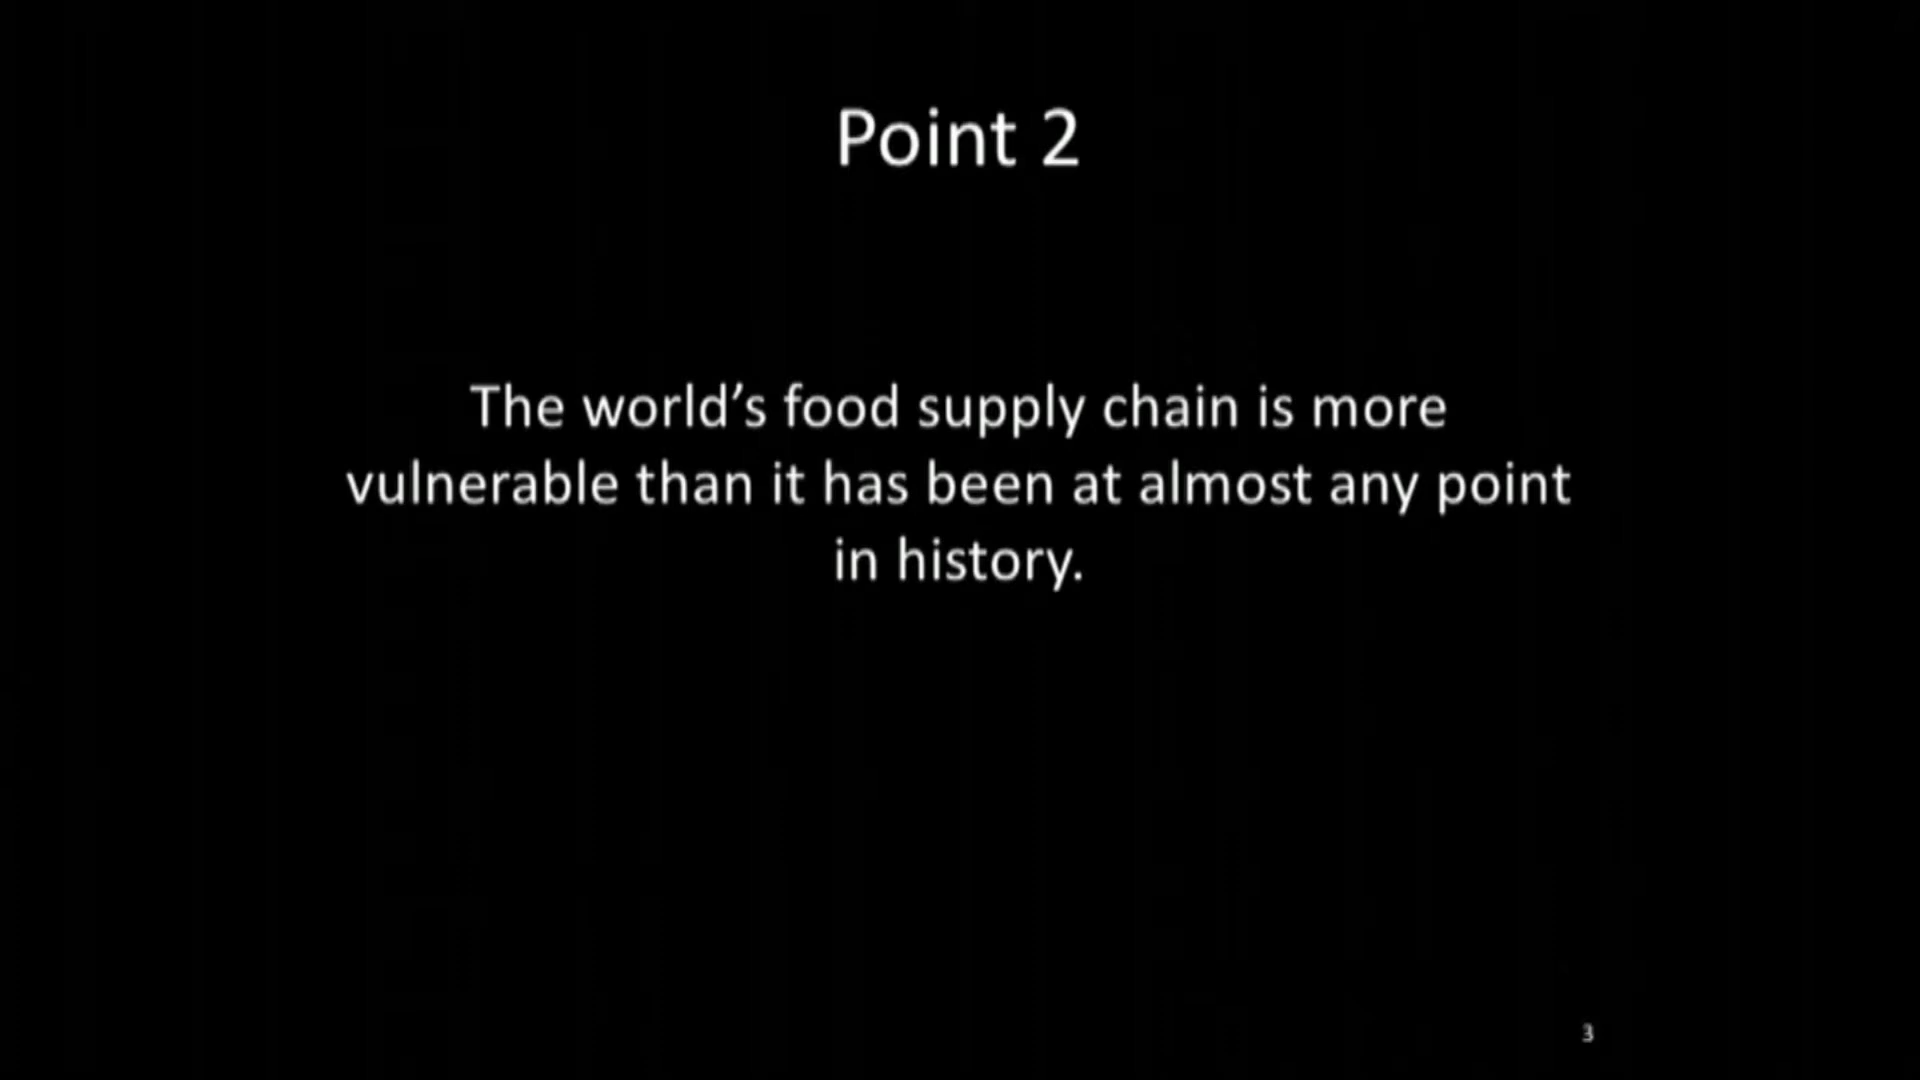 Point 2
The world’s food supply chain is more
vulnerable than it has been at almost any point
in history.
3